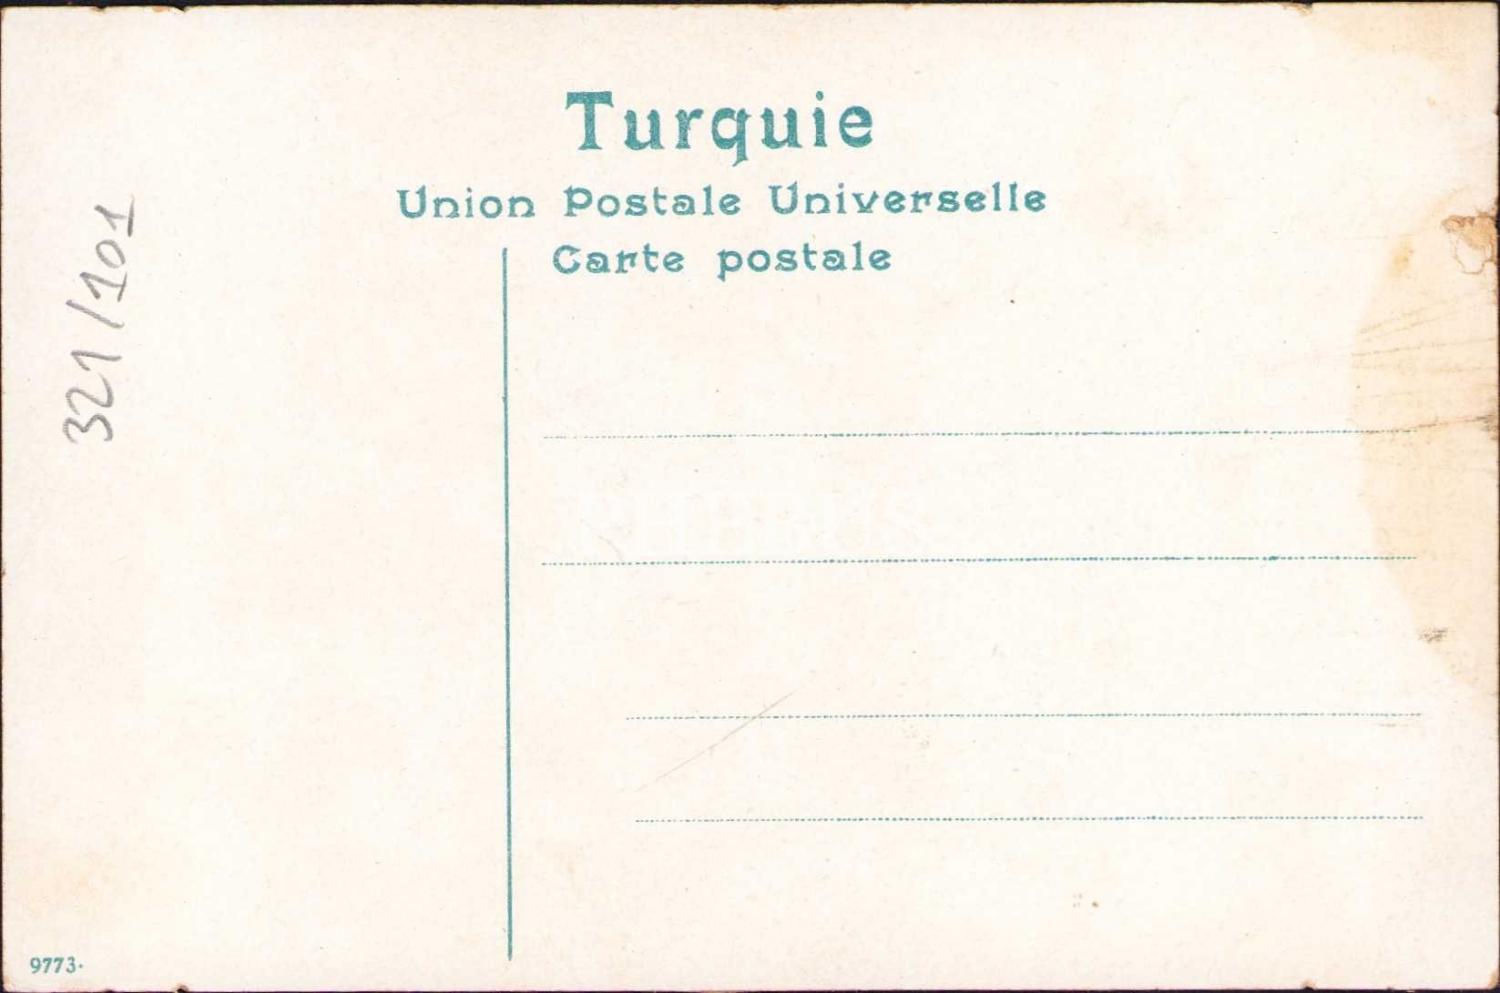 Turquie
Union Postale Universelle
Carte postale
321/101
9773.